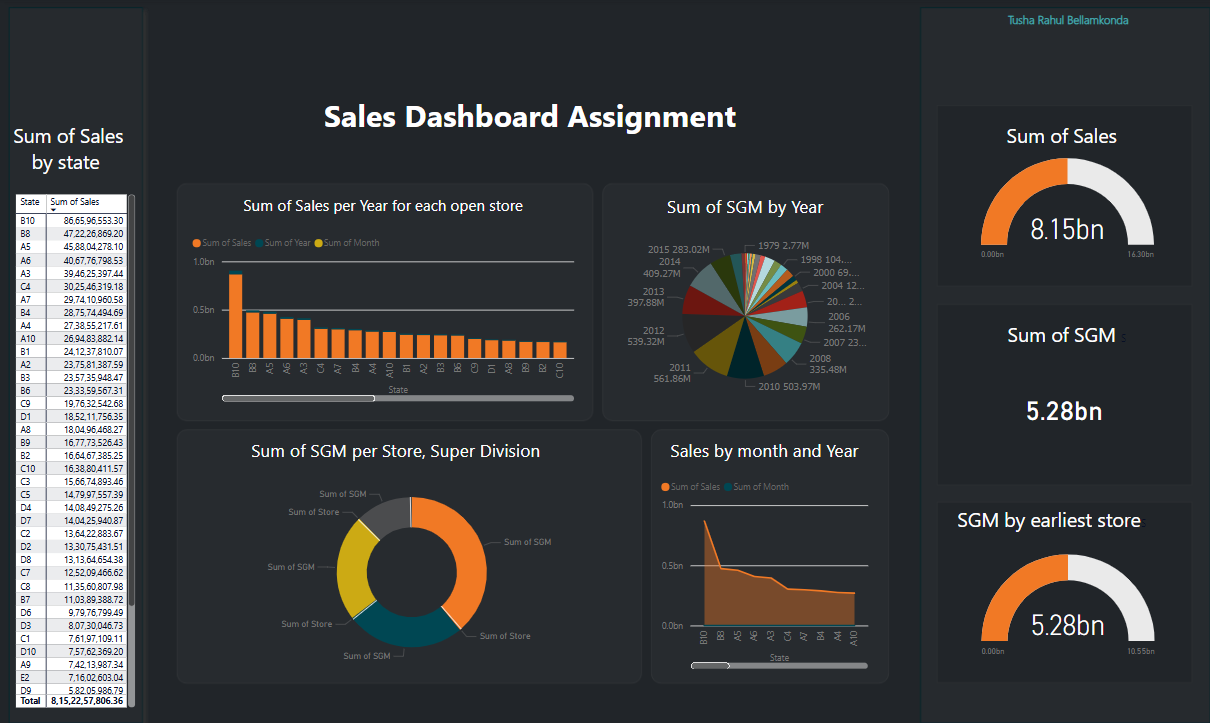 Tusha Rahul Bellamkonda
Sales Dashboard Assignment
Sum of Sales
by state
State Sum of Sales
B10 86,65,96,553.30
B8 47,22,26,869.20
A5 45,88,04,278.10
A6 40,67,76,798.53
A3 39,46,25,397.44
C4 30,25,46,319.18
A7 29,74,10,960.58
B4 28,75,74,494.69
A4 27,38,55,217.61
A10 26,94,83,882.14
B1 24,12,37,810.07
A2 23,75,81,387.59
B3 23,57,35,948.47
B6 23,33,59,567.31
C9 19,76,32,542.68
D1 18,52,11,756.35
A8 18,04,96,468.27
B9 16,77,73,526.43
B2 16,64,67,385.25
C10 16,38,80,411.57
C3 15,66,74,893.46
C5 14,79,97,557.39
D4 14,08,49,275.26
D7 14,04,25,940.87
C2 13,64,22,883.67
D2 13,30,75,431.51
D8 13,13,64,654.38
C7 12,52,09,466.62
C8 11,35,60,807.98
B7 11,03,89,388.72
D6 9,79,76,799.49
D3 8,07,30,046.73
C1 7,61,97,109.11
D10 7,57,62,369.20
A9 7,42,13,987.34
E2 7,16,02,603.04
D9 5,82,05,986.79
Total 8,15,22,57,806.36
Sum of Sales per Year for each open store
Sum of Sales Sum of Year Sum of Month
1.0bn
0.5bn
0.0bn
B10 B8 A5 A6 A3 C4 A7 B4 A4 A10 B1 A2 B3 B6 C9 D1 A8 B9 B2 C10
State
Sum of SGM by Year
1979 2.77M
1998 104....
2000 69....
2004 12...
20... 2...
2006
262.17M
2007 23...
2008
335.48M
2010 503.97M
2011
561.86M
2012
539.32M
2013
397.88M
2014
409.27M
2015 283.02M
Sum of SGM per Store, Super Division
Sum of SGM
Sum of Store
Sum of SGM
Sum of Store
Sum of SGM
Sum of Store
Sum of SGM
Sales by month and Year
Sum of Sales Sum of Month
1.0bn
0.5bn
0.0bn
B10 B8 A5 A6 A3 C4 A7 B4 A4 A10
State
Sum of Sales
8.15bn
0.00bn 16.30bn
Sum of SGM
5.28bn
SGM by earliest store
5.28bn
0.00bn 10.55bn